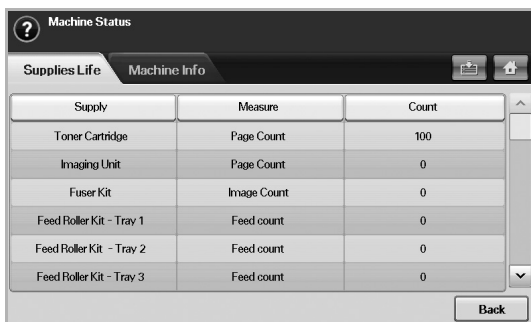 ? Machine Status
Supplies Life Machine Info
Supply Measure Count
Toner Cartridge Page Count 100
Imaging Unit Page Count 0
Fuser Kit Image Count 0
Feed Roller Kit - Tray 1 Feed count 0
Feed Roller Kit - Tray 2 Feed count 0
Feed Roller Kit - Tray 3 Feed count 0
Back